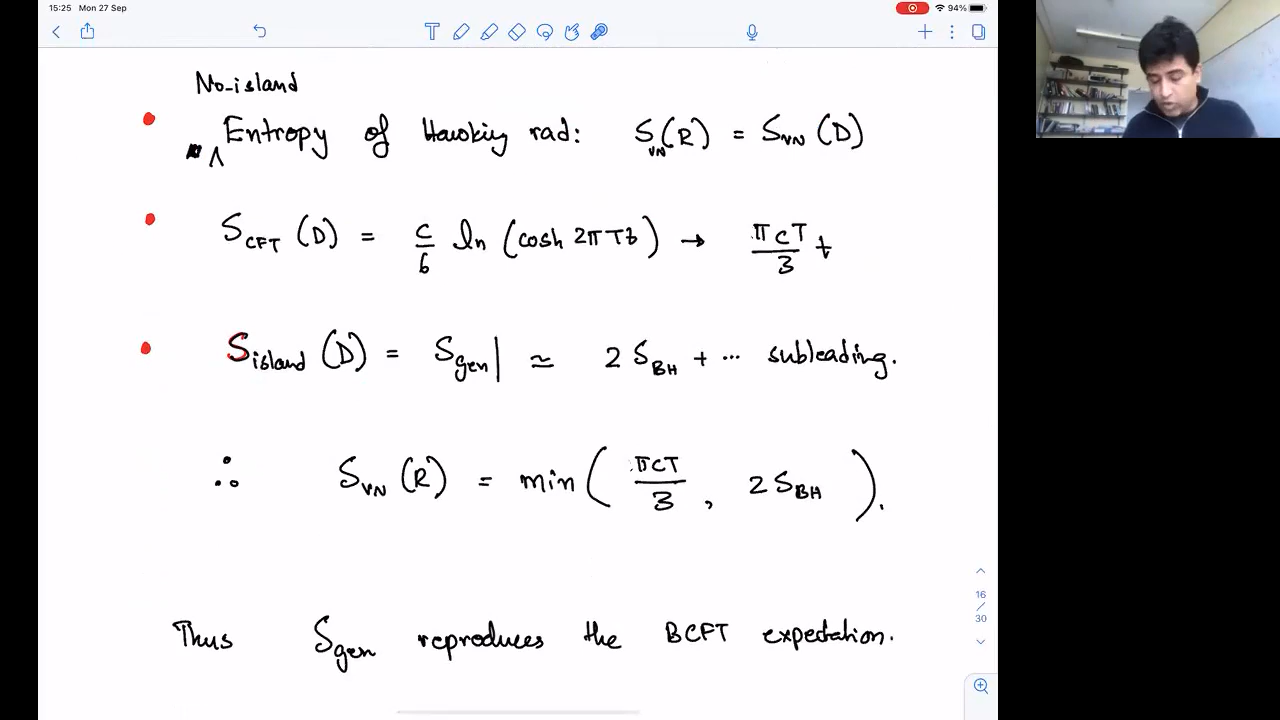 15:25 Mon 27 Sep
94%
No-island
Entropy of Hawking rad: S_VN(R) = S_VN(D)
S_CFT(D) = c/6 ln(cosh 2πTt) → πcT/3 t
S_island(D) = S_gen| ≃ 2 S_BH + ... subleading.
∴ S_VN(R) = min(πcT/3, 2 S_BH).
Thus S_gen reproduces the BCFT expectation.
16
/
30